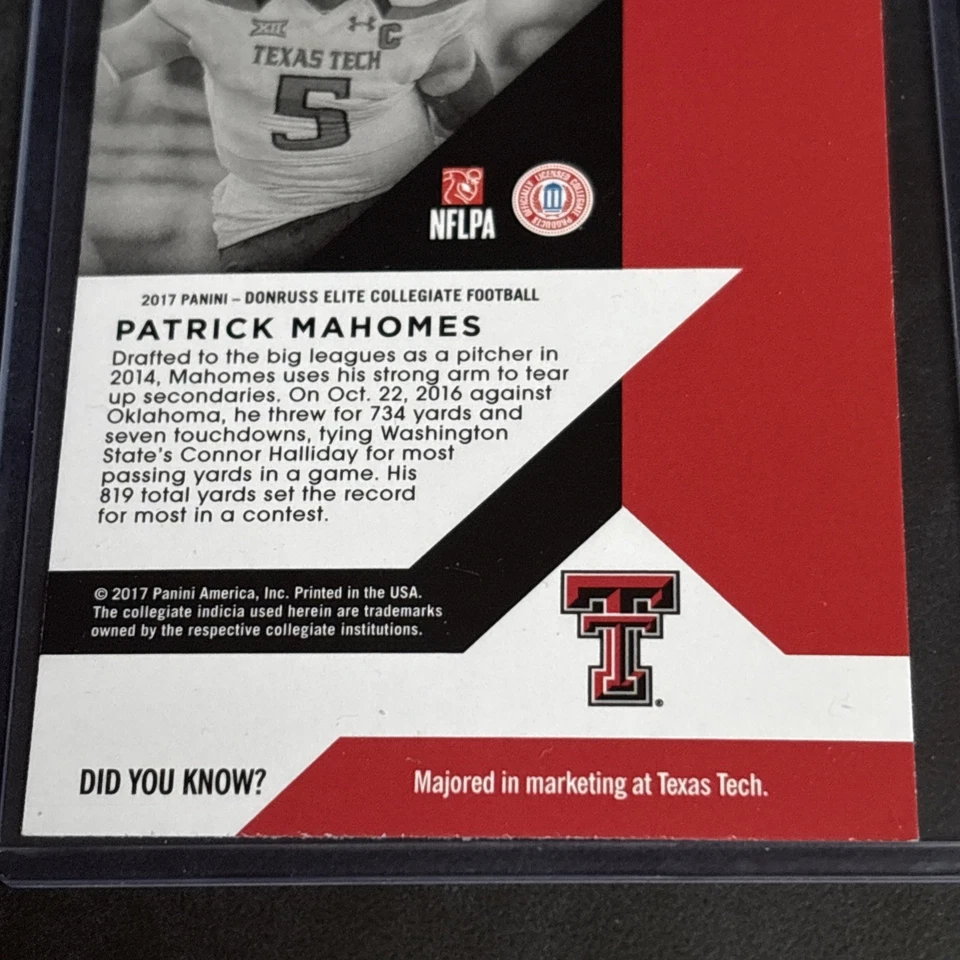 XII
C
TEXAS TECH
5
NFLPA
OFFICIALLY LICENSED COLLEGIATE PRODUCTS
2017 PANINI – DONRUSS ELITE COLLEGIATE FOOTBALL
PATRICK MAHOMES
Drafted to the big leagues as a pitcher in
2014, Mahomes uses his strong arm to tear
up secondaries. On Oct. 22, 2016 against
Oklahoma, he threw for 734 yards and
seven touchdowns, tying Washington
State's Connor Halliday for most
passing yards in a game. His
819 total yards set the record
for most in a contest.
© 2017 Panini America, Inc. Printed in the USA.
The collegiate indicia used herein are trademarks
owned by the respective collegiate institutions.
TT®
DID YOU KNOW?
Majored in marketing at Texas Tech.